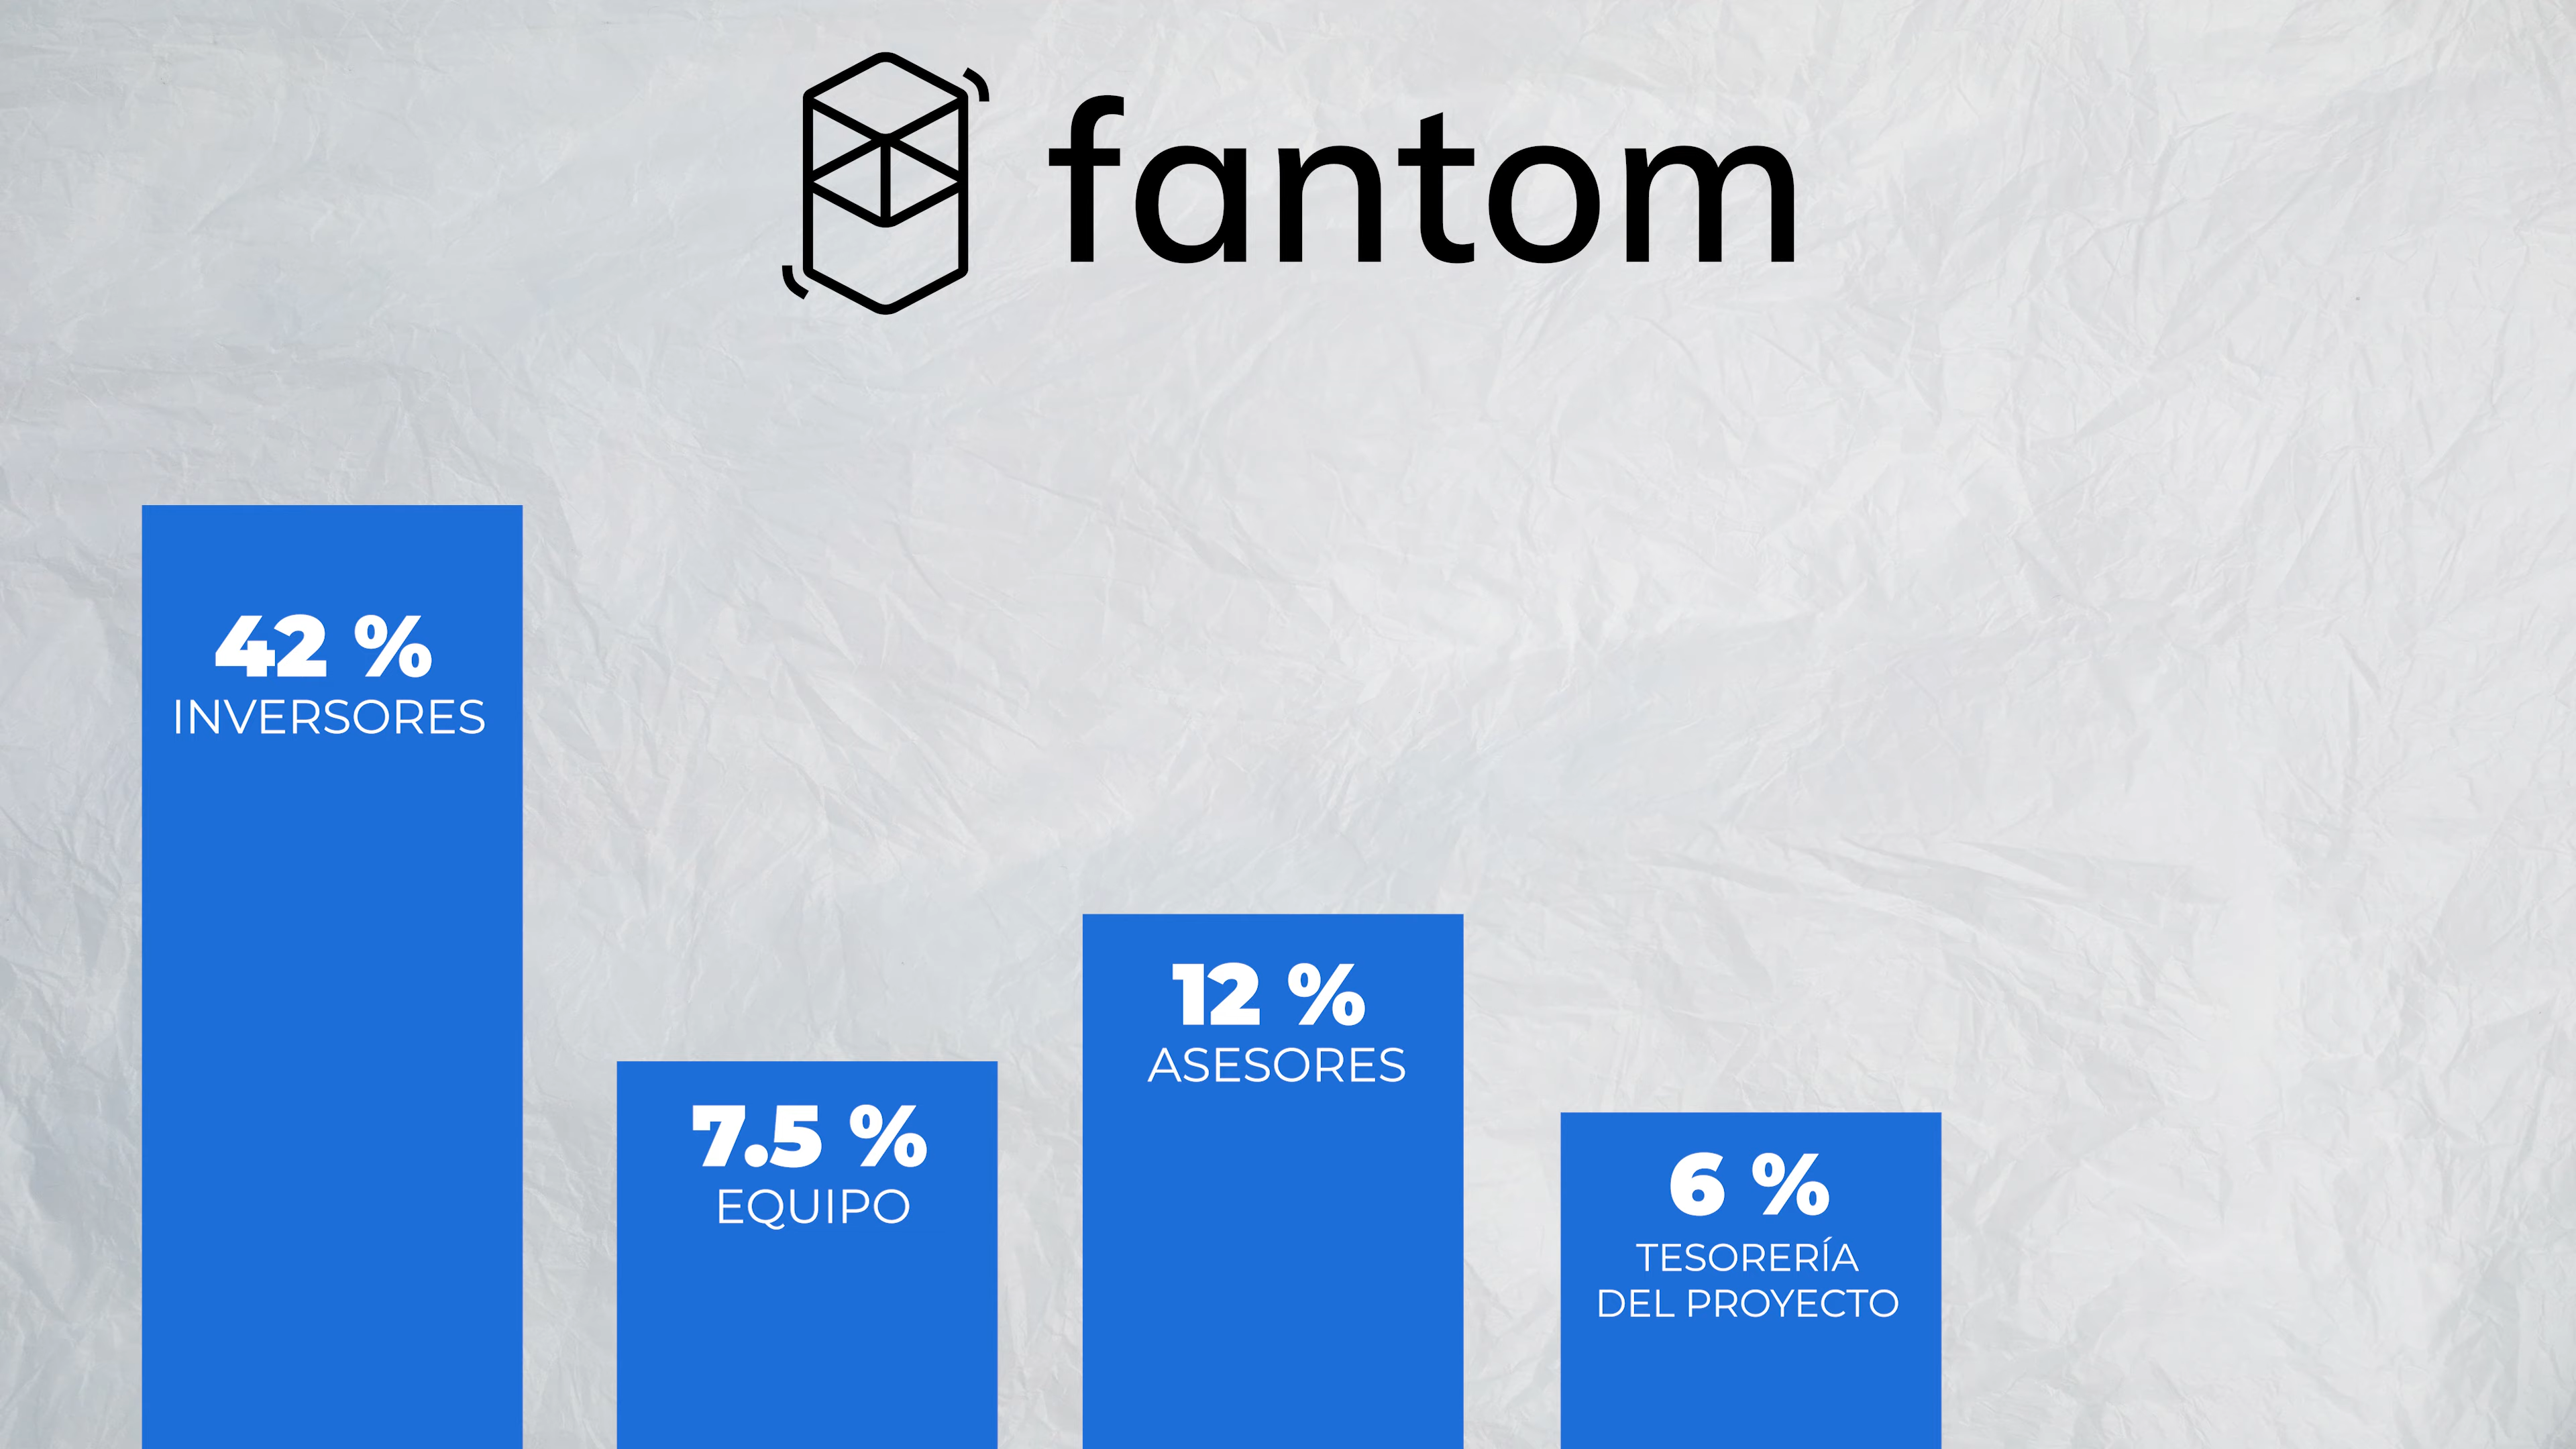 fantom
42 %
INVERSORES
7.5 %
EQUIPO
12 %
ASESORES
6 %
TESORERÍA
DEL PROYECTO